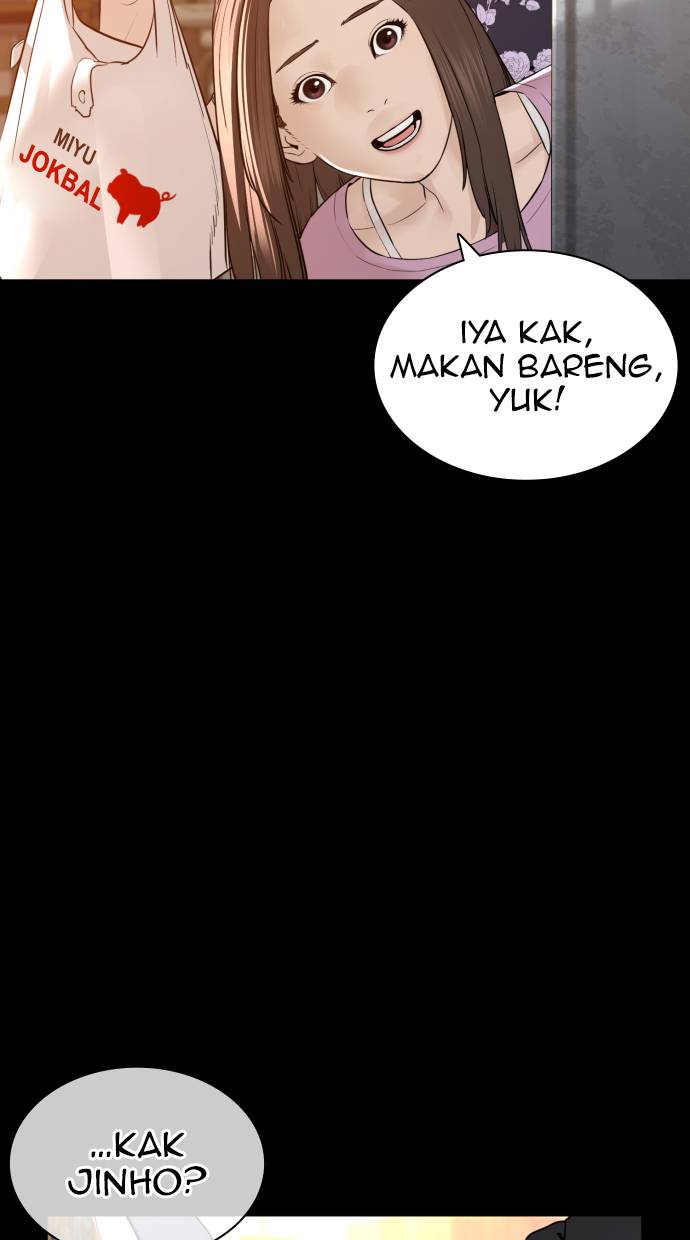 MIYU
JOKBAL
IYA KAK,
MAKAN BARENG,
YUK!
...KAK
JINHO?